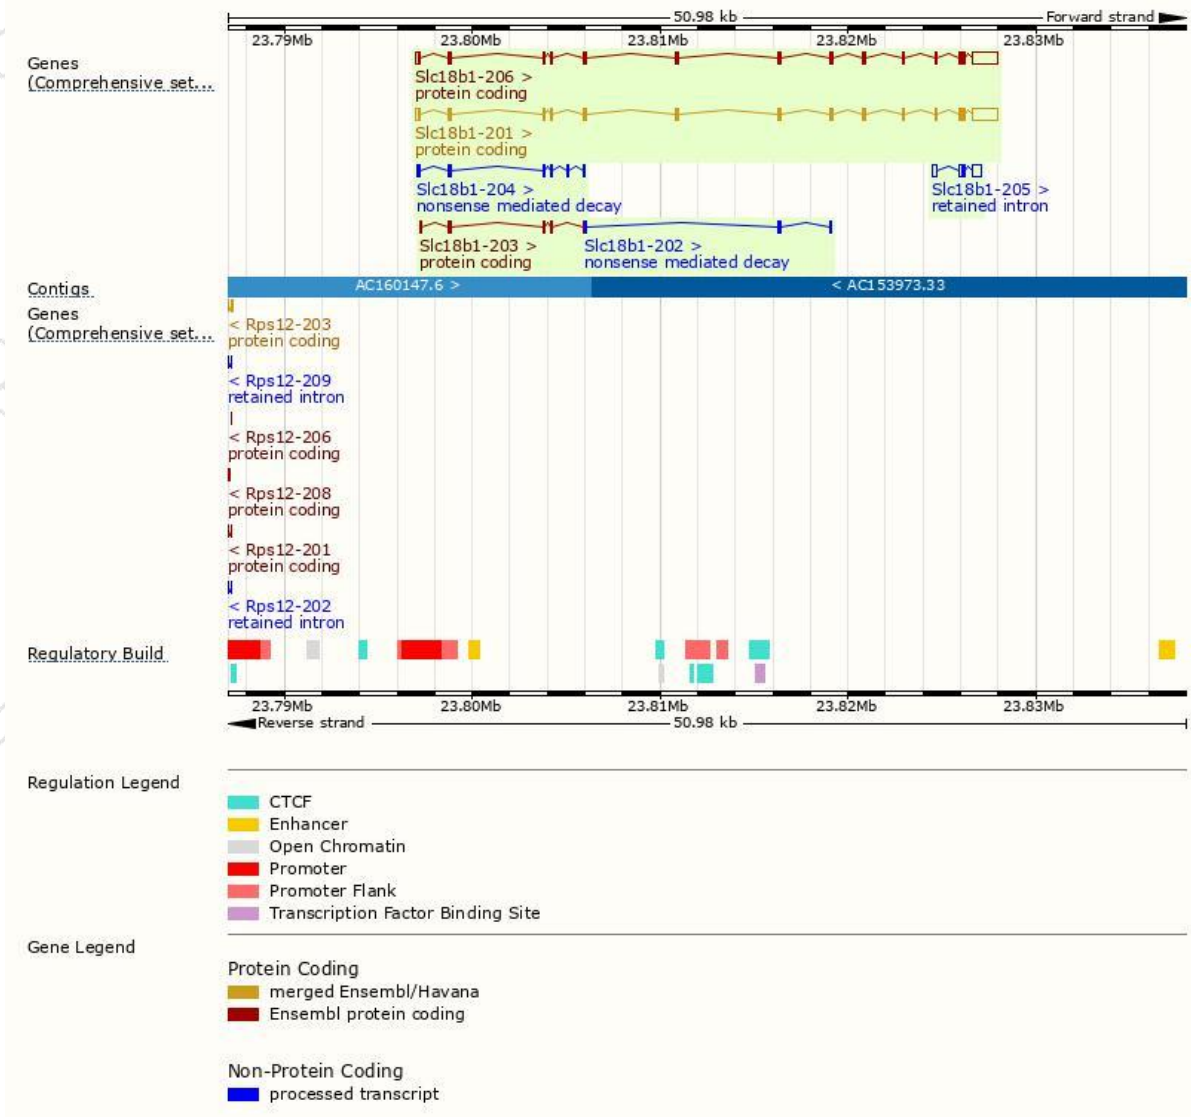 50.98 kb
Forward strand
23.79Mb 23.80Mb 23.81Mb 23.82Mb 23.83Mb
Genes
(Comprehensive set...
Slc18b1-206 >
protein coding
Slc18b1-201 >
protein coding
Slc18b1-204 > Slc18b1-205 >
nonsense mediated decay retained intron
Slc18b1-203 > Slc18b1-202 >
protein coding nonsense mediated decay
Contigs AC160147.6 > < AC153973.33
Genes
(Comprehensive set...
< Rps12-203
protein coding
< Rps12-209
retained intron
< Rps12-206
protein coding
< Rps12-208
protein coding
< Rps12-201
protein coding
< Rps12-202
retained intron
Regulatory Build
23.79Mb 23.80Mb 23.81Mb 23.82Mb 23.83Mb
Reverse strand 50.98 kb
Regulation Legend
CTCF
Enhancer
Open Chromatin
Promoter
Promoter Flank
Transcription Factor Binding Site
Gene Legend
Protein Coding
merged Ensembl/Havana
Ensembl protein coding
Non-Protein Coding
processed transcript